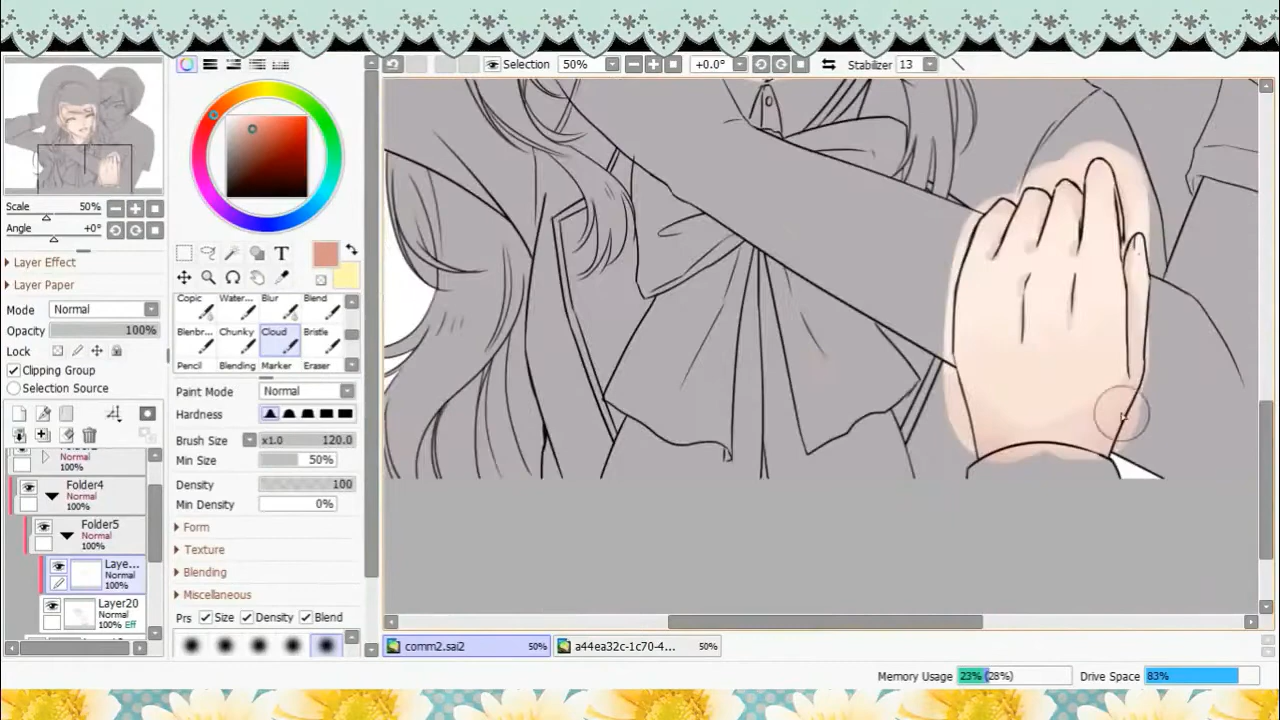 Selection 50% +0.0° Stabilizer 13
Scale 50%
Angle +0°
Layer Effect
Layer Paper
Mode Normal
Opacity 100%
Lock
Clipping Group
Selection Source
Normal
100%
Folder4
Normal
100%
Folder5
Normal
100%
Laye...
Normal
100%
Layer20
Normal
100% Eff
T
Copic Water... Blur Blend
Blenbr... Chunky Cloud Bristle
Pencil Blending Marker Eraser
Paint Mode Normal
Hardness
Brush Size x1.0 120.0
Min Size 50%
Density 100
Min Density 0%
Form
Texture
Blending
Miscellaneous
Prs Size Density Blend
comm2.sai2 50% a44ea32c-1c70-4... 50%
Memory Usage 23% (28%) Drive Space 83%